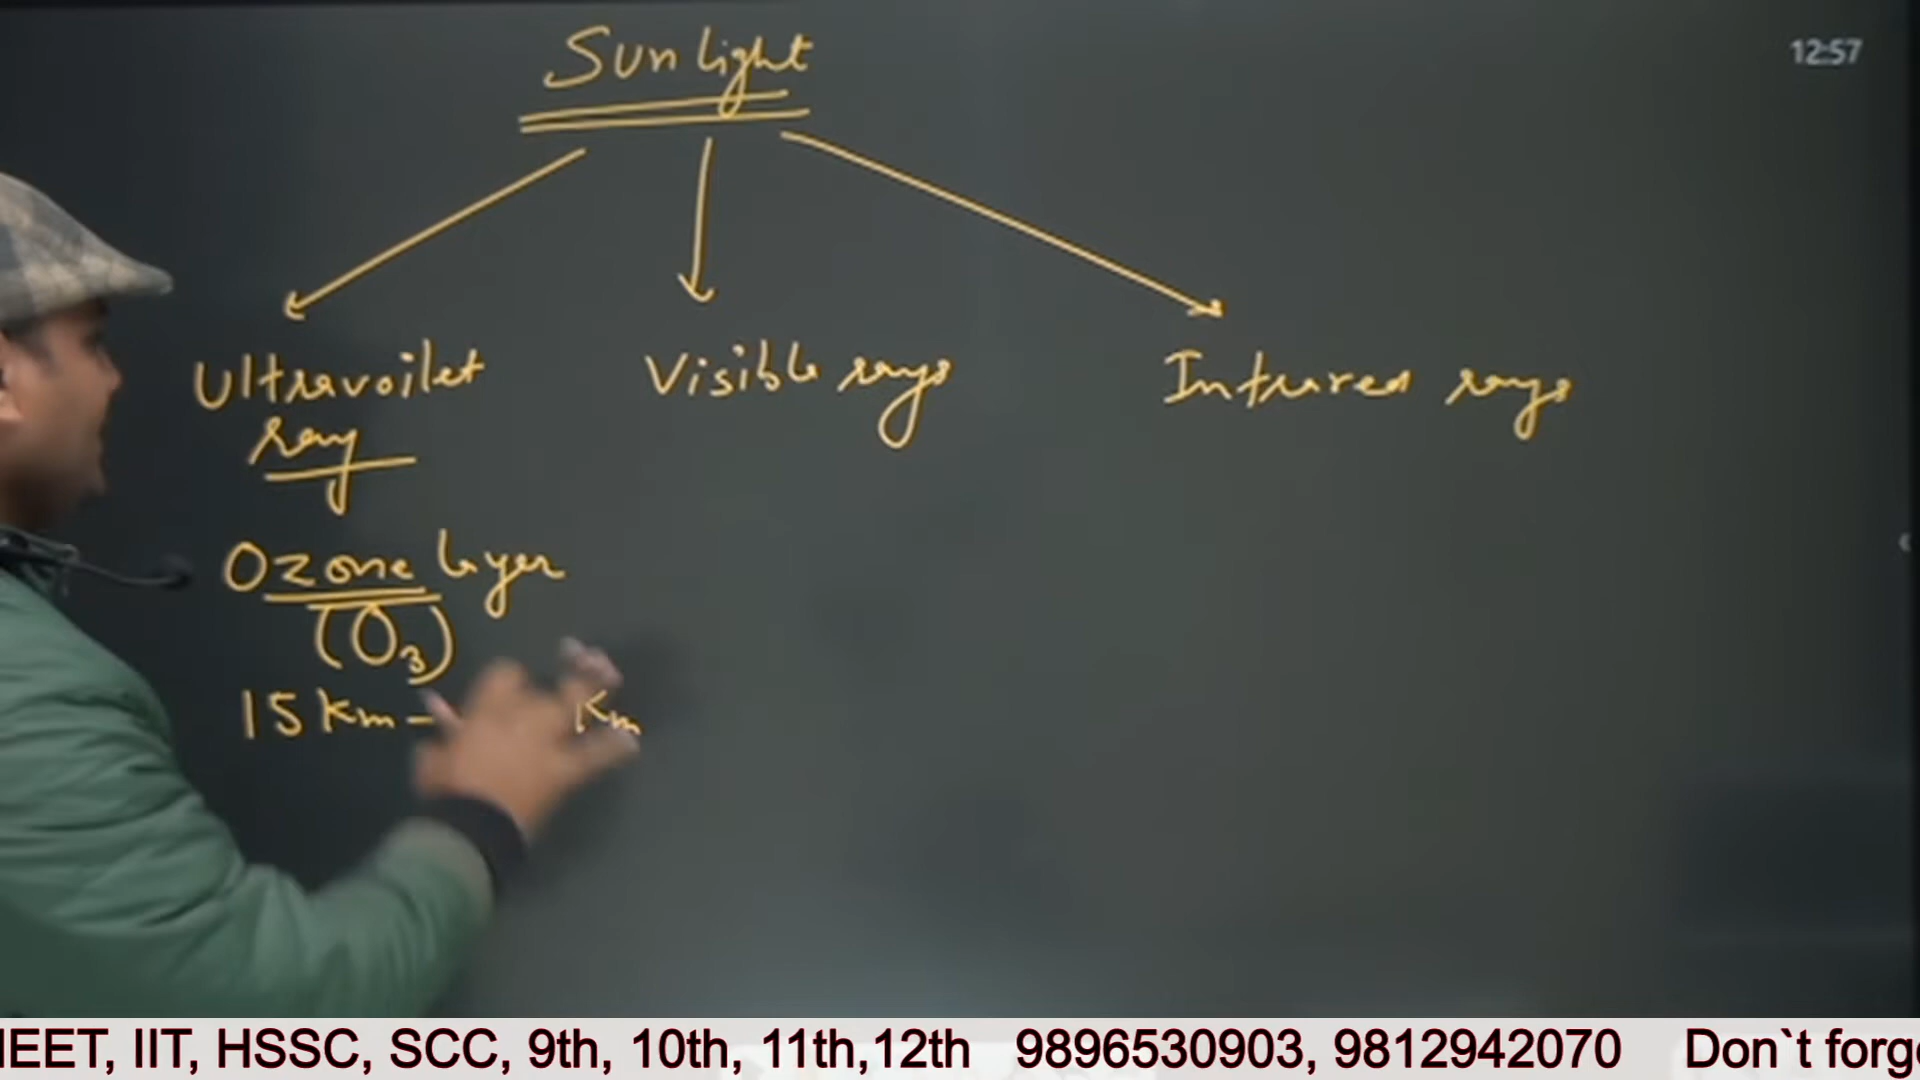 Sunlight
12:57
Ultravoilet ray
Visible rays
Infrared rays
Ozone layer
(O₃)
15 Km - Km
IEET, IIT, HSSC, SCC, 9th, 10th, 11th,12th 9896530903, 9812942070 Don`t forg